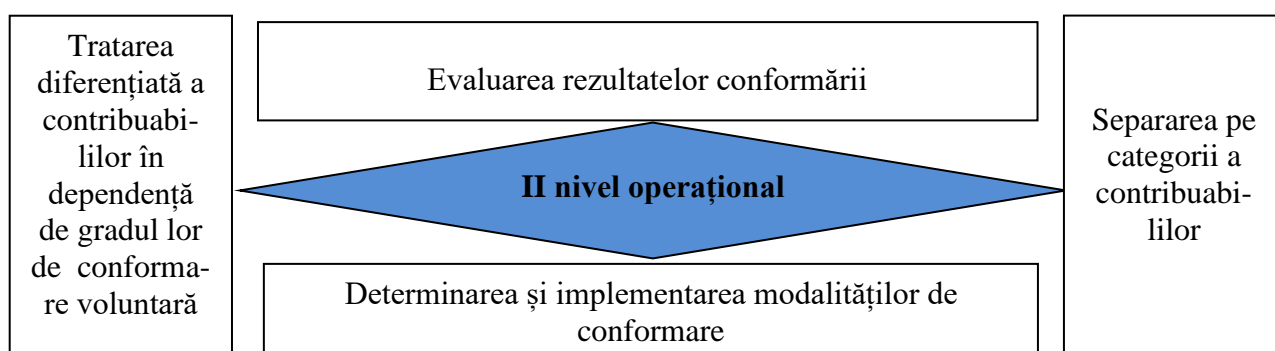 Tratarea
diferențiată a
contribuabi-
lilor în
dependență
de gradul lor
de conforma-
re voluntară
Evaluarea rezultatelor conformării
II nivel operațional
Determinarea și implementarea modalităților de
conformare
Separarea pe
categorii a
contribuabi-
lilor